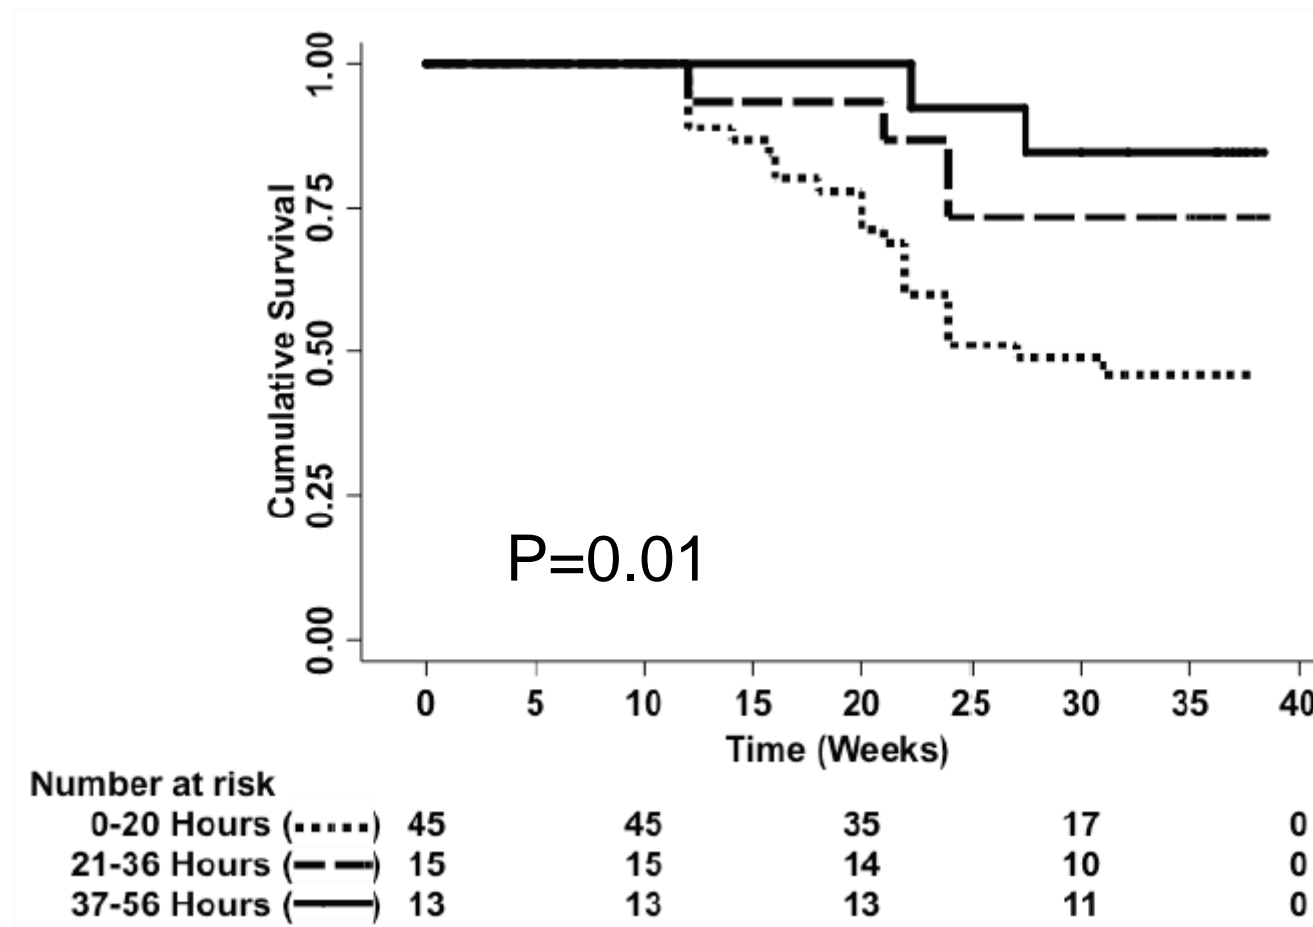 1.00
0.75
0.50
0.25
0.00
Cumulative Survival
P=0.01
0 5 10 15 20 25 30 35 40
Time (Weeks)
Number at risk
0-20 Hours () 45 45 35 17 0
21-36 Hours () 15 15 14 10 0
37-56 Hours () 13 13 13 11 0